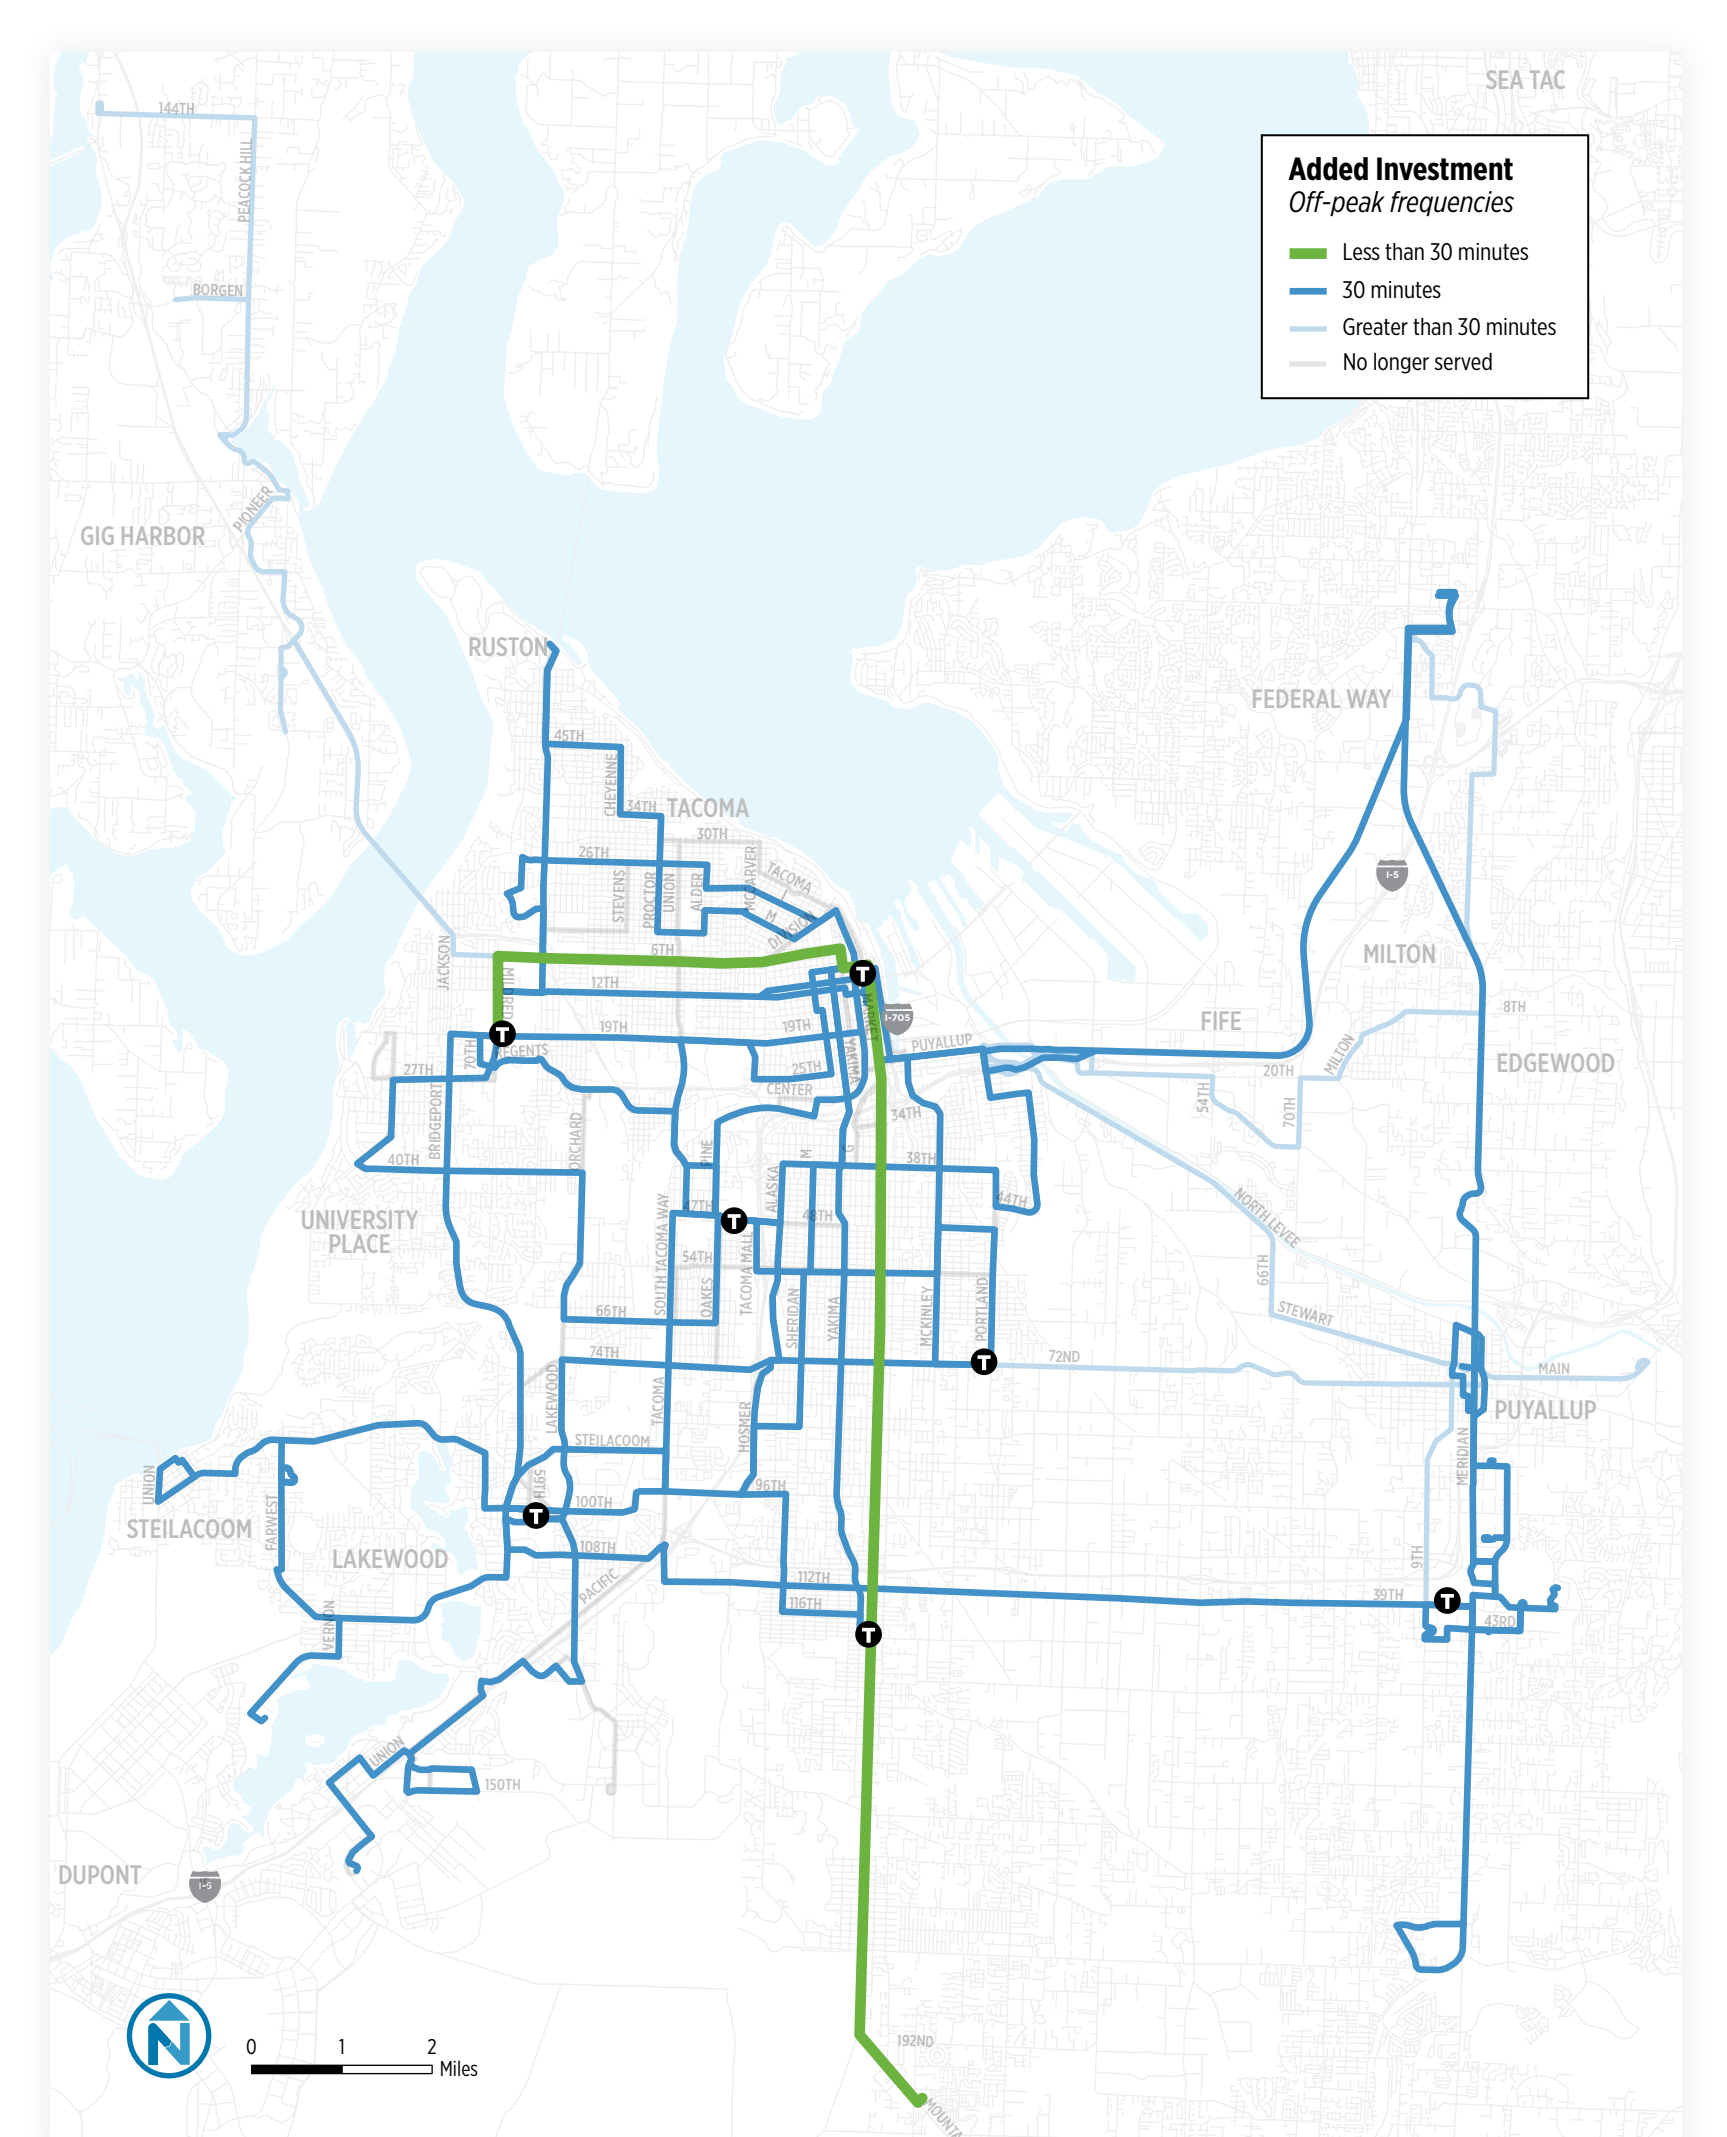 SEA TAC
Added Investment
Off-peak frequencies
Less than 30 minutes
30 minutes
Greater than 30 minutes
No longer served
144TH
PEACOCK HILL
BORGEN
PIONEER
GIG HARBOR
RUSTON
FEDERAL WAY
45TH
CHEYENNE
34TH
TACOMA
30TH
26TH
STEVENS
PROCTOR
UNION
ALDER
MCCARVER
TACOMA
I
M
DIVISION
I-5
JACKSON
6TH
MILTON
MILDRED
12TH
MARKET
I-705
8TH
FIFE
19TH
19TH
PUYALLUP
MILTON
EDGEWOOD
70TH
REGENTS
27TH
YAKIMA
25TH
CENTER
20TH
54TH
70TH
BRIDGEPORT
ORCHARD
34TH
PINE
M
G
40TH
38TH
ALASKA
44TH
UNIVERSITY
PLACE
SOUTH TACOMA WAY
47TH
T
48TH
NORTH LEVEE
54TH
OAKES
TACOMA MALL
66TH
66TH
SHERIDAN
YAKIMA
MCKINLEY
PORTLAND
STEWART
74TH
T
72ND
MAIN
LAKEWOOD
TACOMA
HOSMER
PUYALLUP
STEILACOOM
MERIDIAN
UNION
59TH
96TH
FARWEST
100TH
T
STEILACOOM
LAKEWOOD
108TH
9TH
PACIFIC
112TH
116TH
39TH
T
43RD
VERNON
T
UNION
150TH
DUPONT
I-5
N
0 1 2
Miles
192ND
T
T